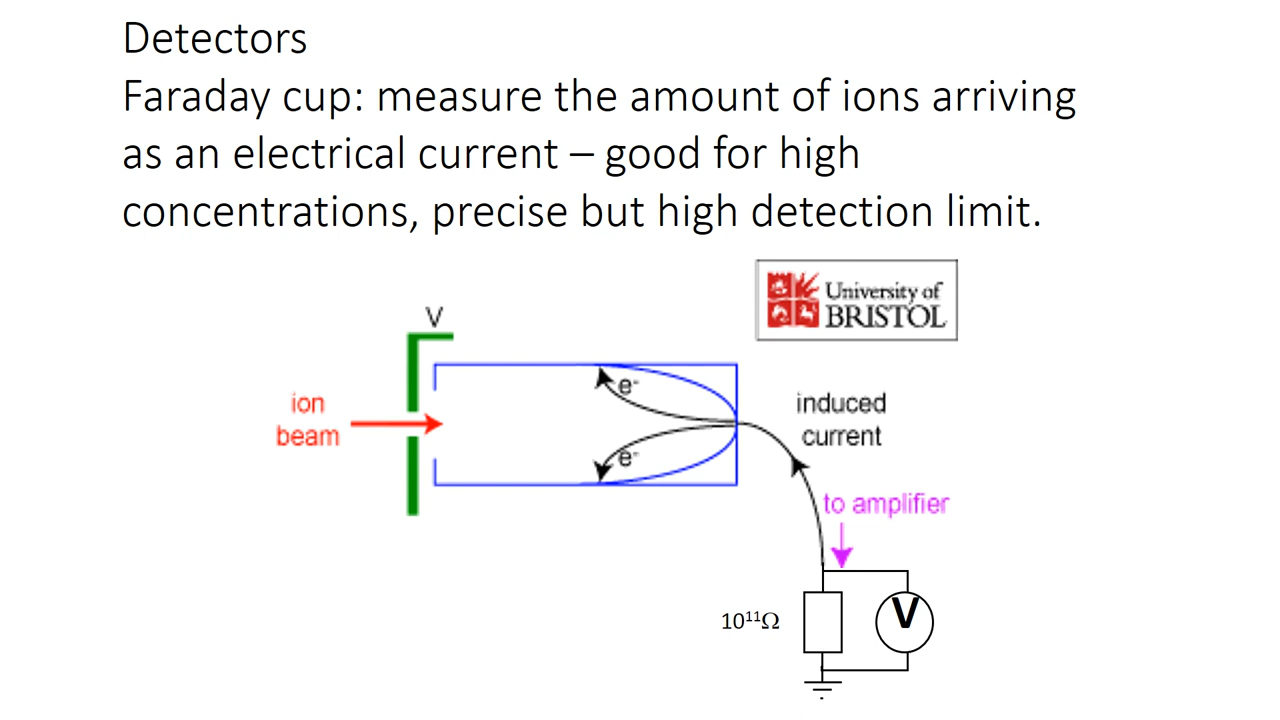 Detectors
Faraday cup: measure the amount of ions arriving
as an electrical current – good for high
concentrations, precise but high detection limit.
University of
BRISTOL
V
ion
beam
e-
e-
induced
current
to amplifier
10¹¹Ω
V